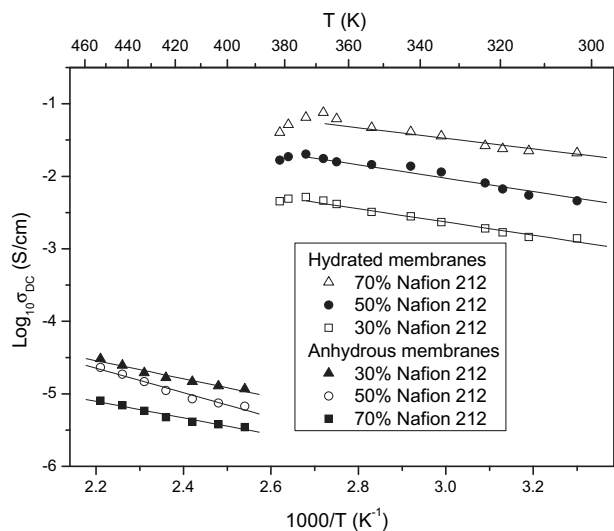 T (K)
460 440 420 400 380 360 340 320 300
-1
-2
-3
-4
-5
-6
Log10σDC (S/cm)
Hydrated membranes
70% Nafion 212
50% Nafion 212
30% Nafion 212
Anhydrous membranes
30% Nafion 212
50% Nafion 212
70% Nafion 212
2.2 2.4 2.6 2.8 3.0 3.2
1000/T (K-1)